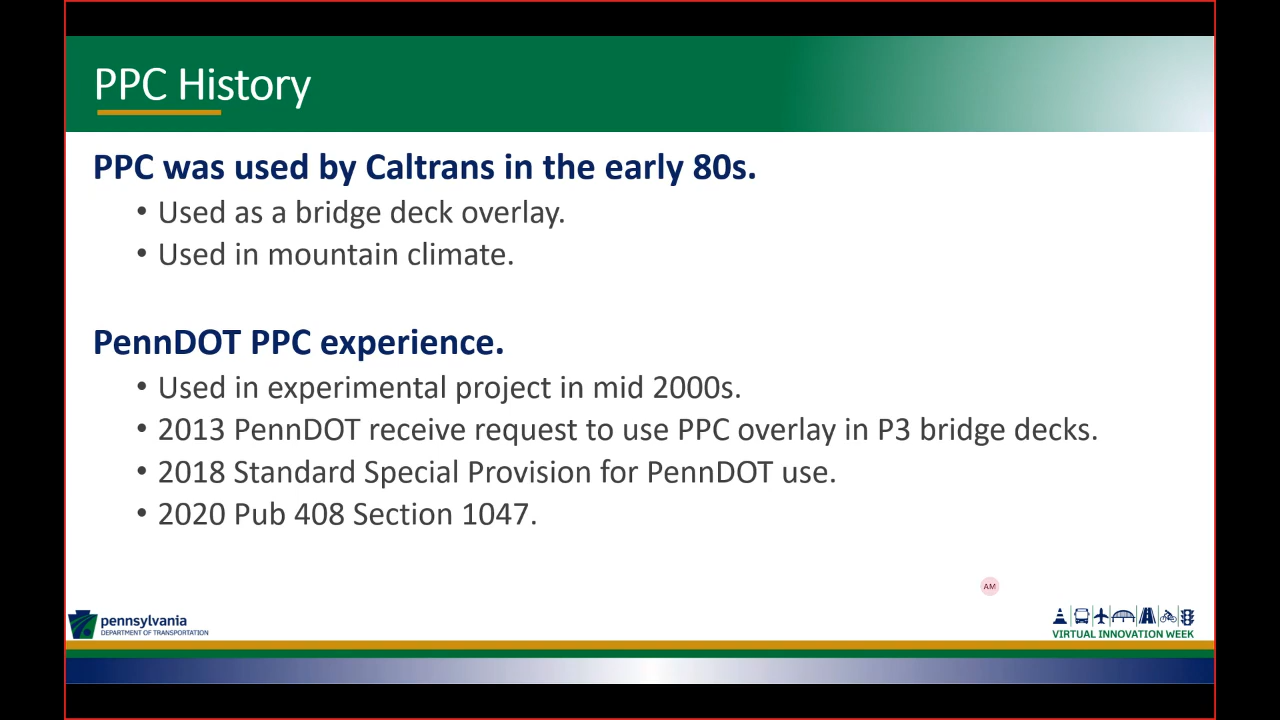 PPC History
PPC was used by Caltrans in the early 80s.
• Used as a bridge deck overlay.
• Used in mountain climate.
PennDOT PPC experience.
• Used in experimental project in mid 2000s.
• 2013 PennDOT receive request to use PPC overlay in P3 bridge decks.
• 2018 Standard Special Provision for PennDOT use.
• 2020 Pub 408 Section 1047.
AM
pennsylvania
DEPARTMENT OF TRANSPORTATION
VIRTUAL INNOVATION WEEK